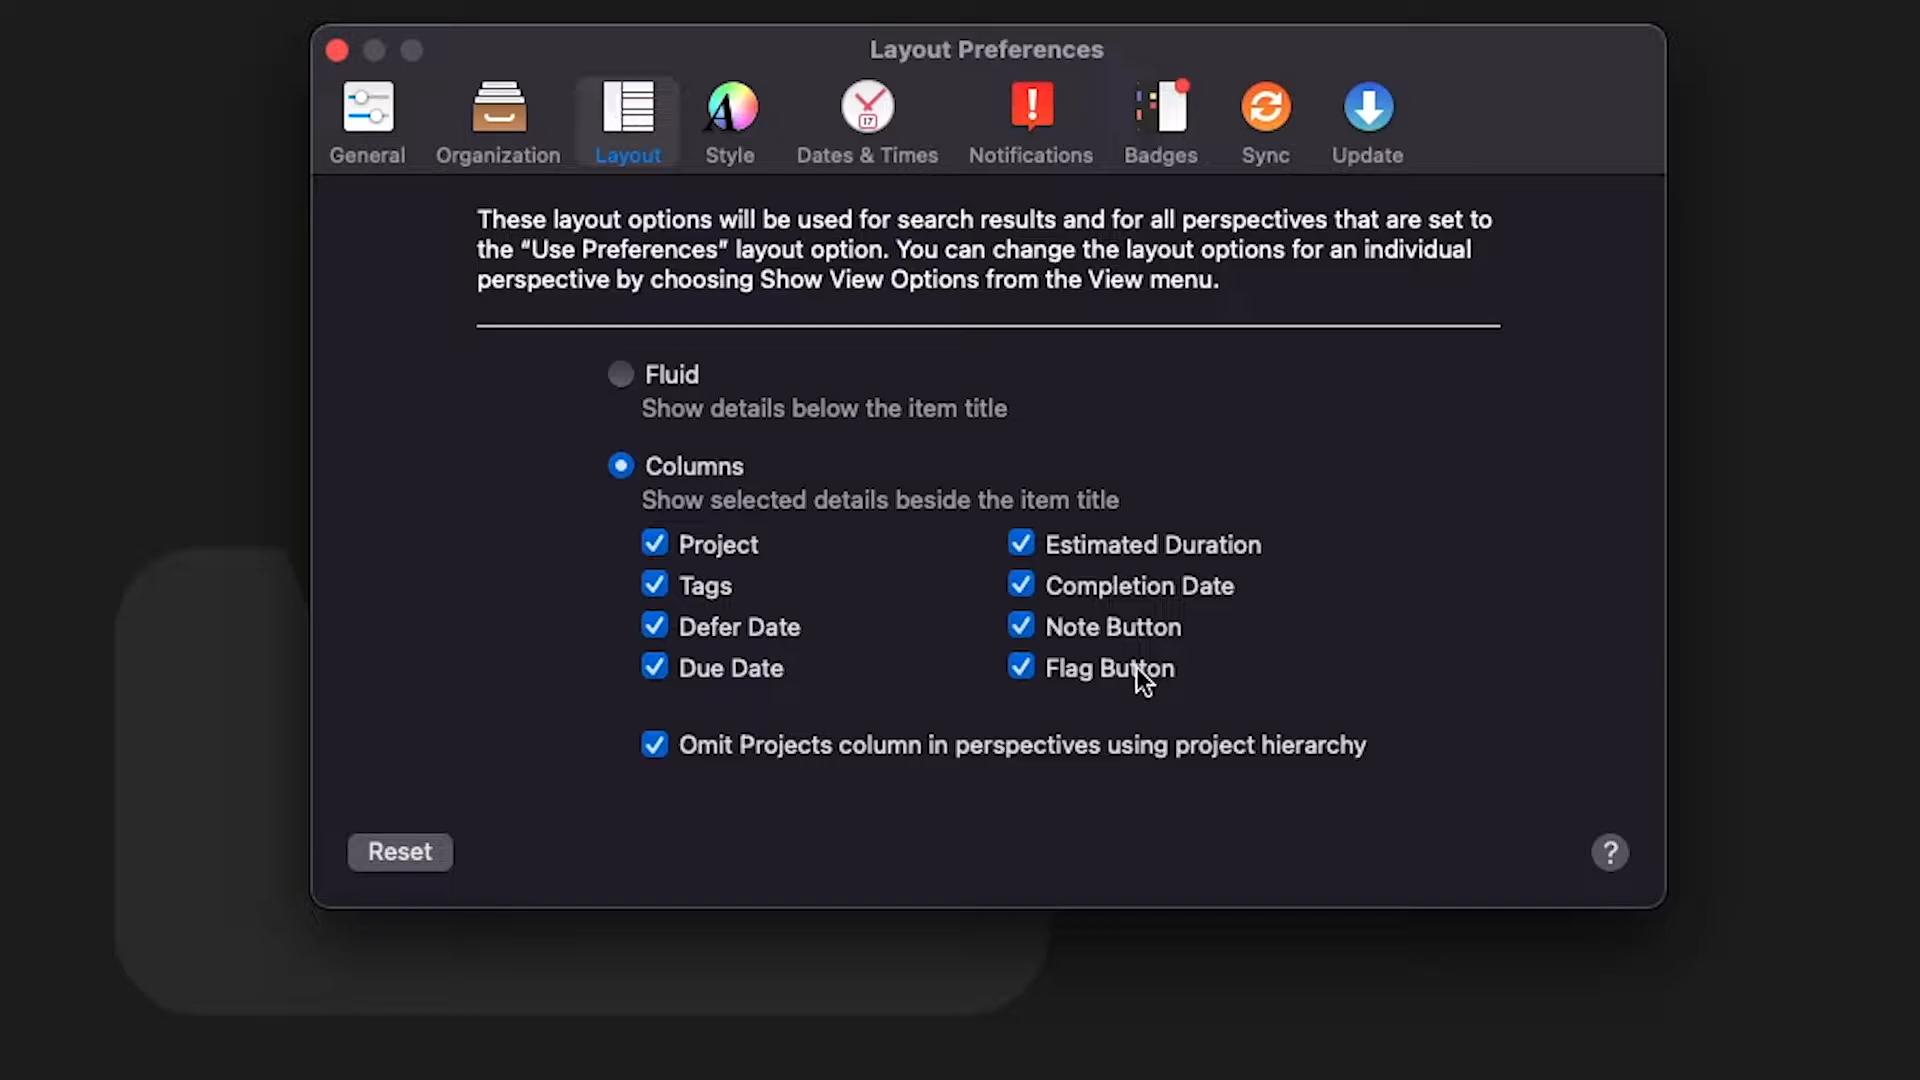 Layout Preferences
General Organization Layout Style Dates & Times Notifications Badges Sync Update
17
These layout options will be used for search results and for all perspectives that are set to
the “Use Preferences” layout option. You can change the layout options for an individual
perspective by choosing Show View Options from the View menu.
Fluid
Show details below the item title
Columns
Show selected details beside the item title
Project Estimated Duration
Tags Completion Date
Defer Date Note Button
Due Date Flag Button
Omit Projects column in perspectives using project hierarchy
Reset ?